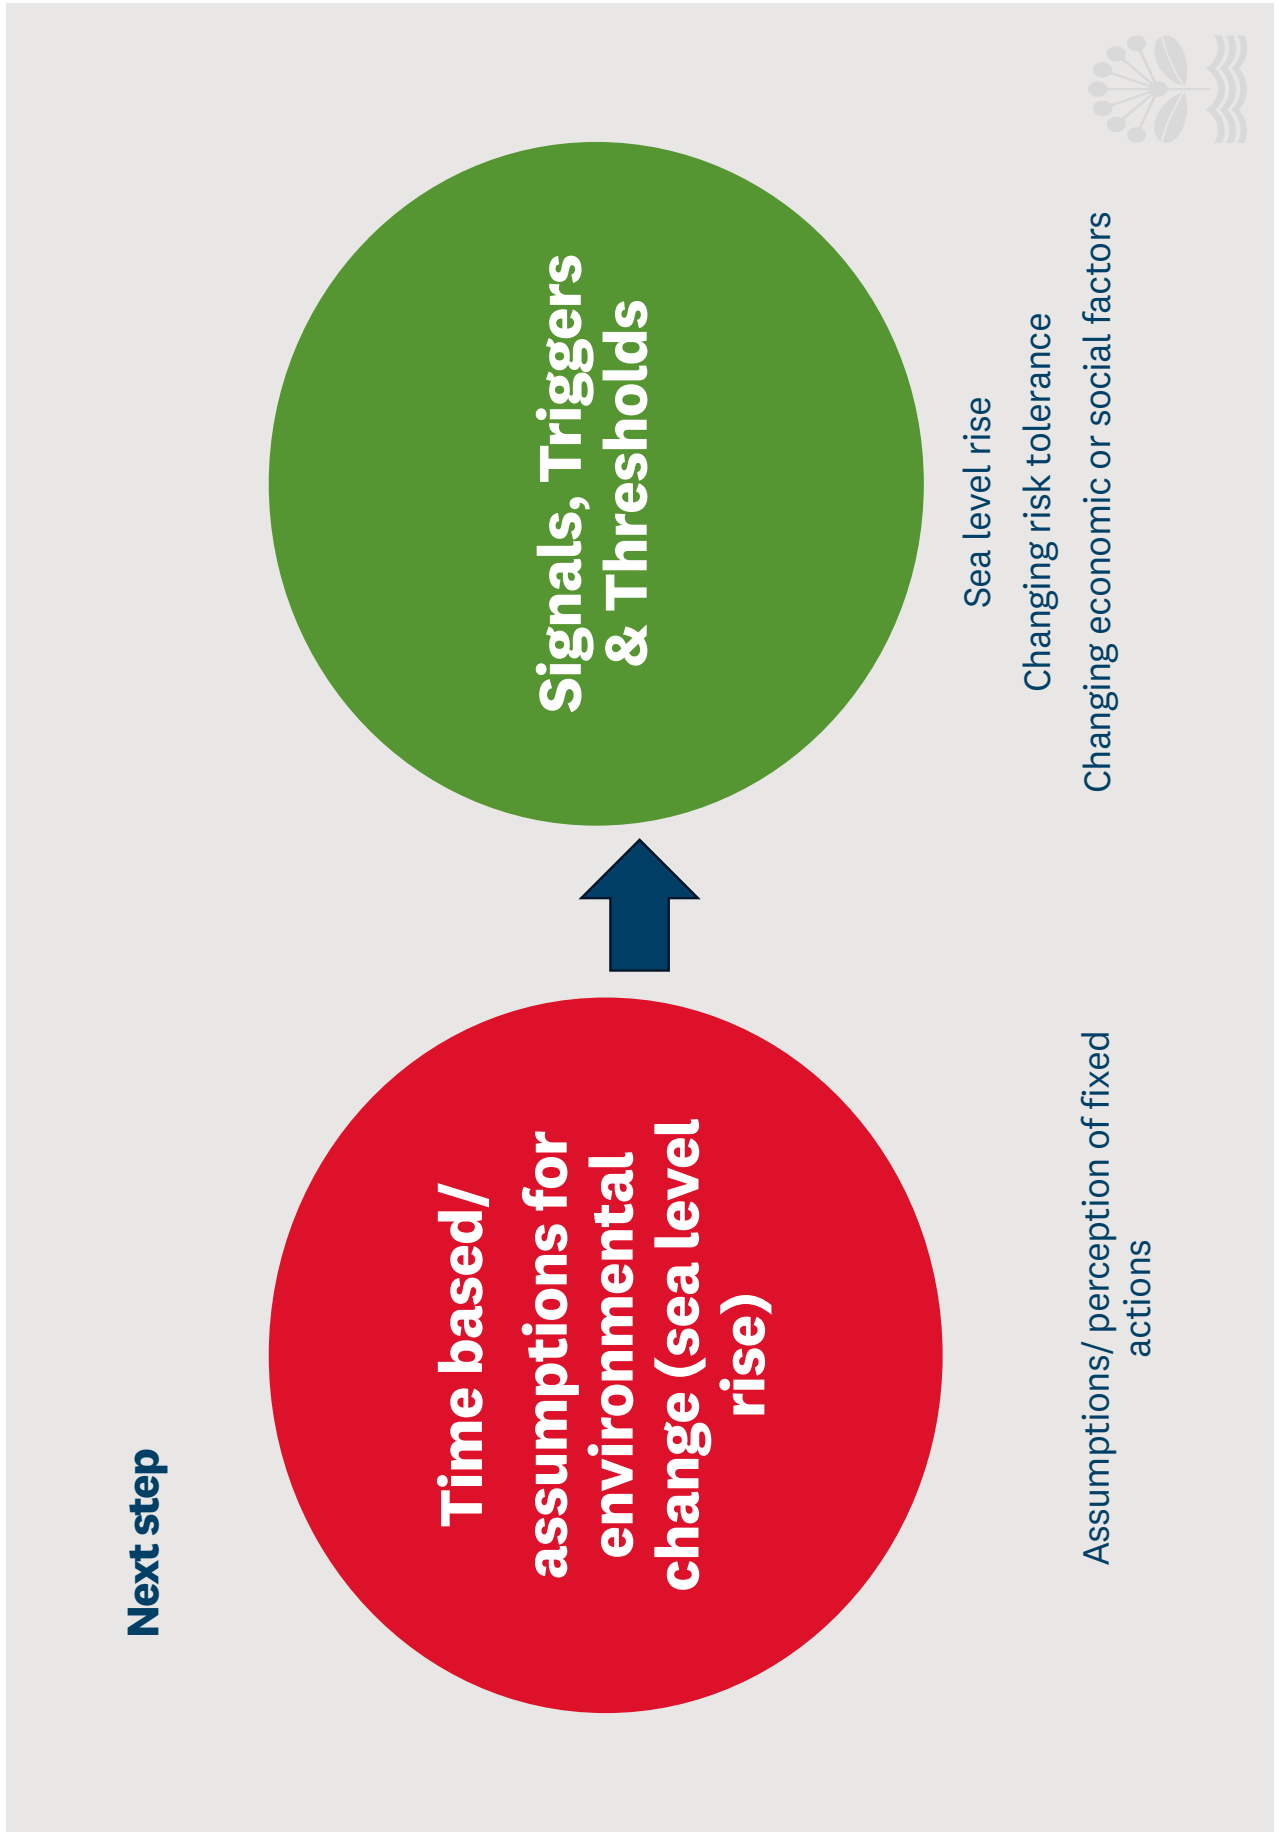 Next step
Time based/
assumptions for
environmental
change (sea level
rise)
Assumptions/ perception of fixed
actions
Signals, Triggers
& Thresholds
Sea level rise
Changing risk tolerance
Changing economic or social factors